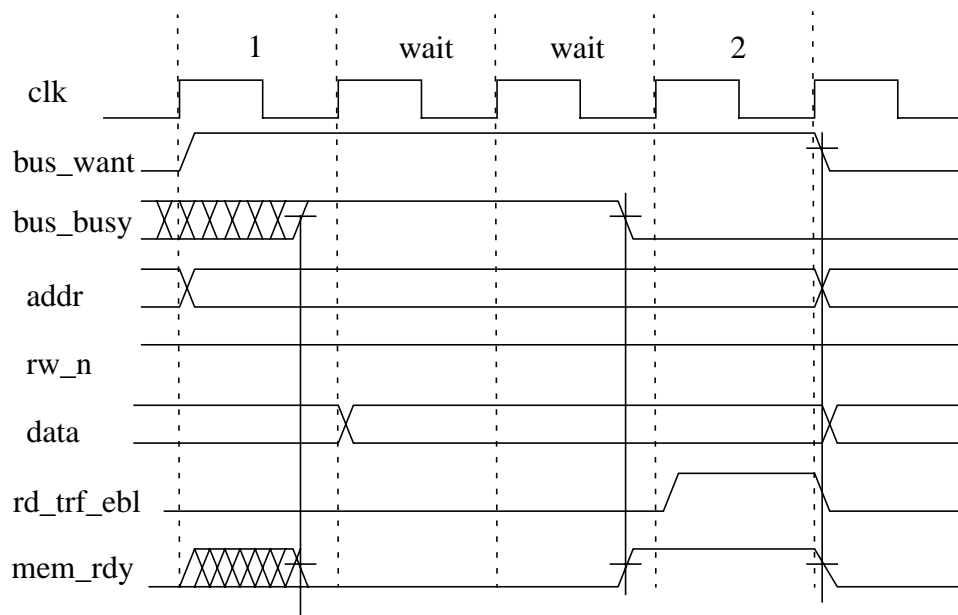 1 wait wait 2
clk
bus_want
bus_busy
addr
rw_n
data
rd_trf_ebl
mem_rdy